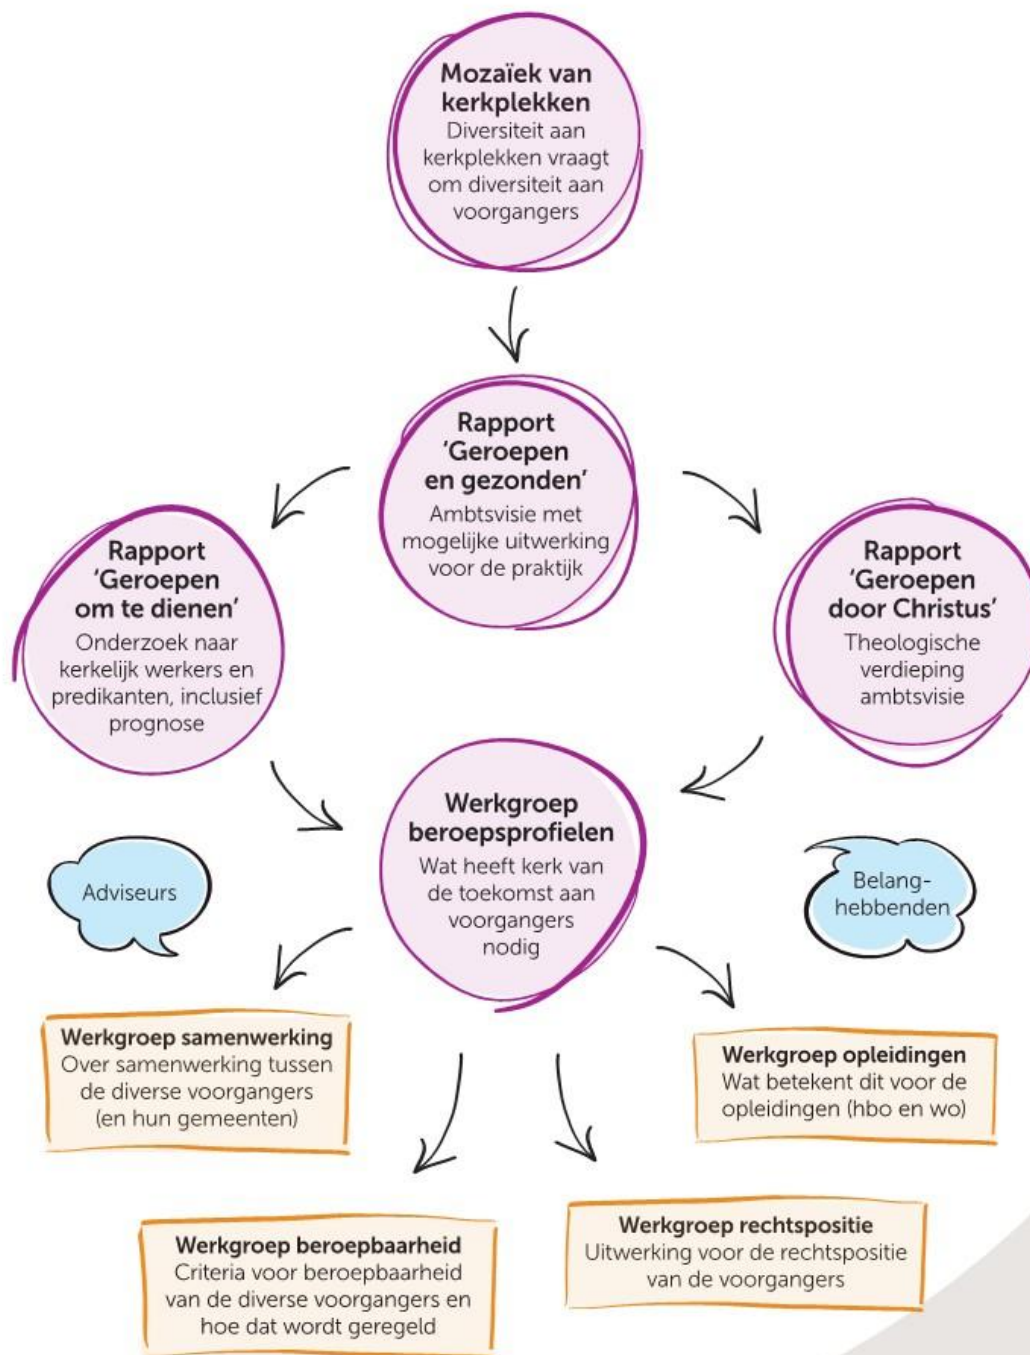 Mozaïek van
kerkplekken
Diversiteit aan
kerkplekken vraagt
om diversiteit aan
voorgangers
Rapport
'Geroepen
en gezonden'
Ambtsvisie met
mogelijke uitwerking
voor de praktijk
Rapport
'Geroepen
om te dienen'
Onderzoek naar
kerkelijk werkers en
predikanten, inclusief
prognose
Rapport
'Geroepen
door Christus'
Theologische
verdieping
ambtsvisie
Werkgroep
beroepsprofielen
Wat heeft kerk van
de toekomst aan
voorgangers
nodig
Adviseurs
Belang-
hebbenden
Werkgroep samenwerking
Over samenwerking tussen
de diverse voorgangers
(en hun gemeenten)
Werkgroep opleidingen
Wat betekent dit voor de
opleidingen (hbo en wo)
Werkgroep beroepbaarheid
Criteria voor beroepbaarheid
van de diverse voorgangers en
hoe dat wordt geregeld
Werkgroep rechtspositie
Uitwerking voor de rechtspositie
van de voorgangers